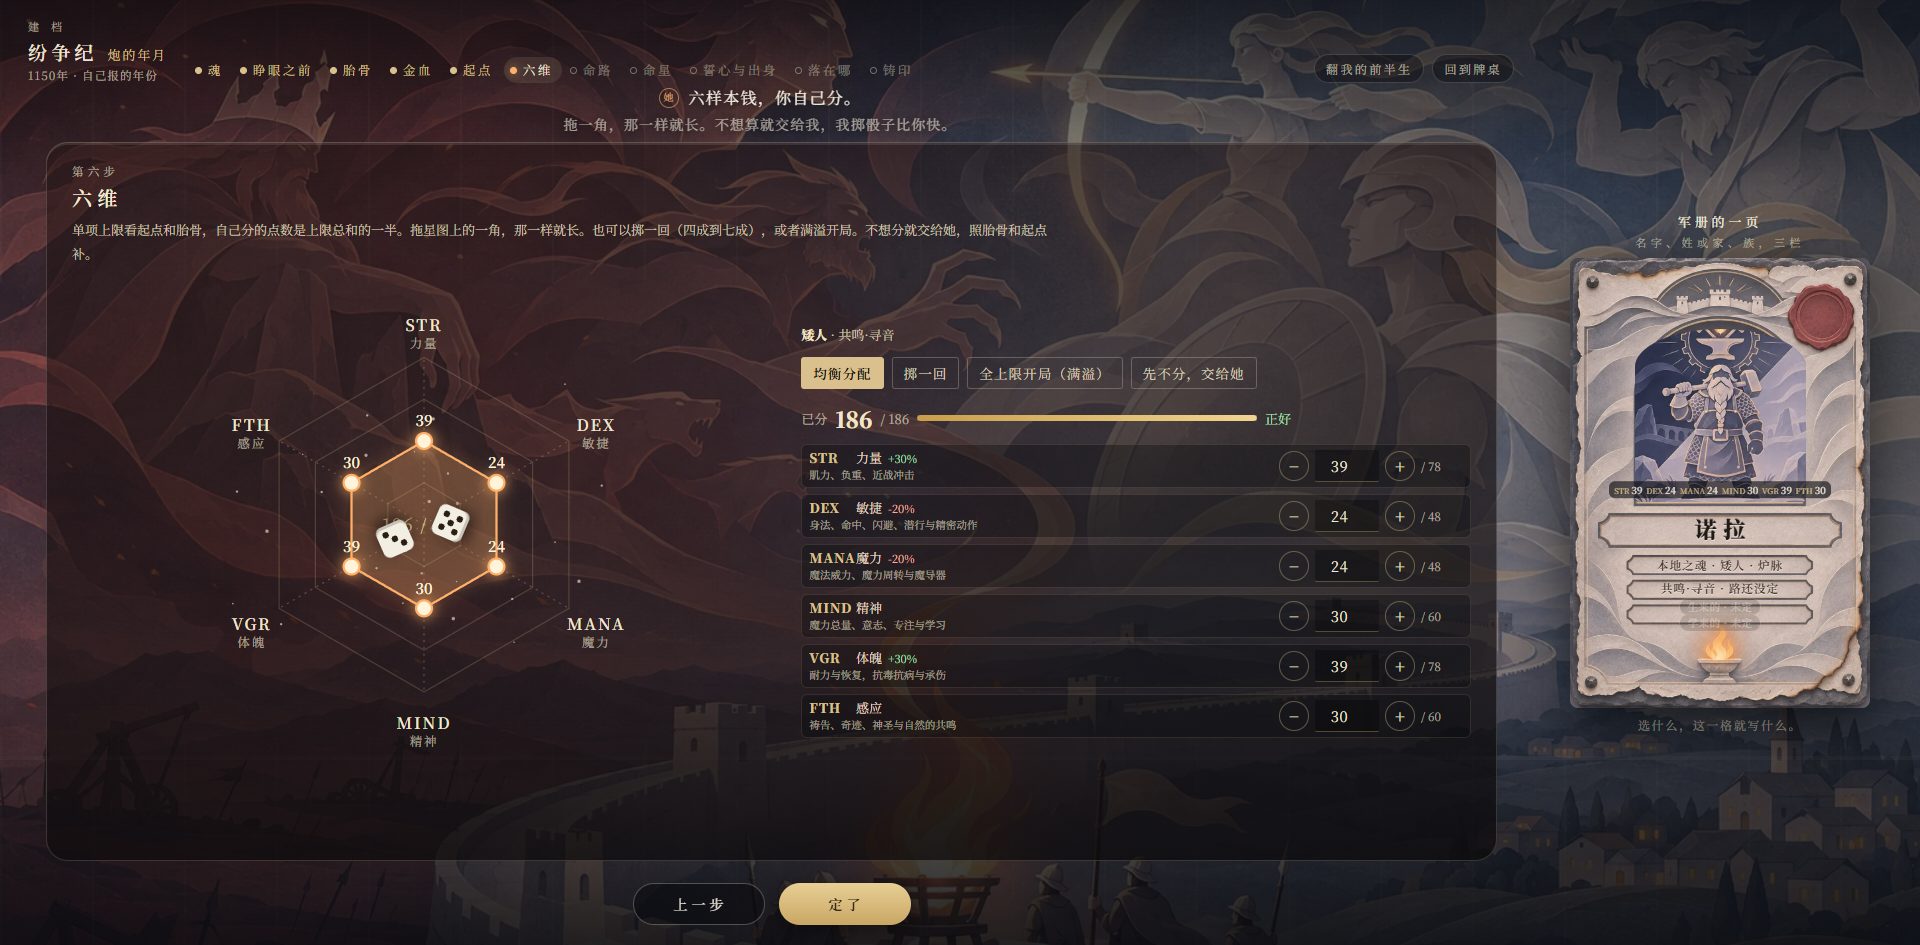 建 档
纷争纪 炮的年月
1150年 · 自己报的年份
魂 睁眼之前 胎骨 金血 起点 六维 命路 命星 誓心与出身 落在哪 铸印
翻我的前半生 回到牌桌
她 六样本钱，你自己分。
拖一角，那一样就长。不想算就交给我，我掷骰子比你快。
第六步
六维
单项上限看起点和胎骨，自己分的点数是上限总和的一半。拖星图上的一角，那一样就长。也可以掷一回（四成到七成），或者满溢开局。不想分就交给她，照胎骨和起点
补。
STR
力量
39
FTH
感应
30
DEX
敏捷
24
VGR
体魄
39
MANA
魔力
24
30
MIND
精神
矮人 · 共鸣·寻音
均衡分配 掷一回 全上限开局（满溢） 先不分，交给她
已分 186 / 186 正好
STR 力量 +30%
肌力、负重、近战冲击
− 39 + / 78
DEX 敏捷 -20%
身法、命中、闪避、潜行与精密动作
− 24 + / 48
MANA 魔力 -20%
魔法威力、魔力周转与魔导器
− 24 + / 48
MIND 精神
魔力总量、意志、专注与学习
− 30 + / 60
VGR 体魄 +30%
耐力与恢复，抗毒抗病与承伤
− 39 + / 78
FTH 感应
祷告、奇迹、神圣与自然的共鸣
− 30 + / 60
上一步 定了
军册的一页
名字、姓或家、族，三栏
STR 39 DEX 24 MANA 24 MIND 30 VGR 39 FTH 30
诺拉
本地之魂 · 矮人 · 炉脉
共鸣·寻音 · 路还没定
生来的 · 未定
学来的 · 未定
选什么，这一格就写什么。